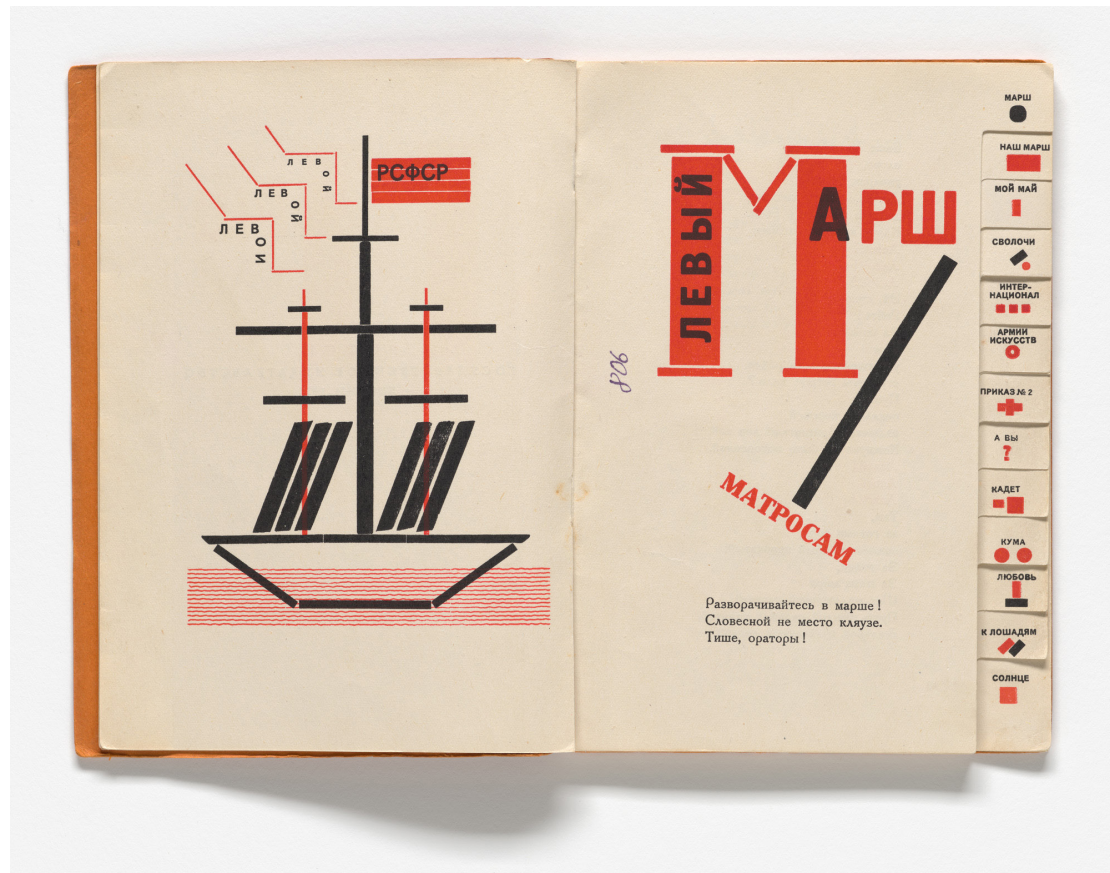 ЛЕВ
ОЙ
ЛЕВ
ОЙ
ЛЕВ
ОЙ
РСФСР
ЛЕВЫЙ
МАРШ
МАТРОСАМ
806
Разворачивайтесь в марше!
Словесной не место кляузе.
Тише, ораторы!
МАРШ
НАШ МАРШ
МОЙ МАЙ
СВОЛОЧИ
ИНТЕР-
НАЦИОНАЛ
АРМИИ
ИСКУССТВ
ПРИКАЗ № 2
А ВЫ
?
КАДЕТ
КУМА
ЛЮБОВЬ
К ЛОШАДЯМ
СОЛНЦЕ